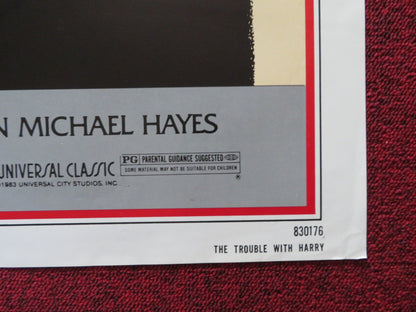 N MICHAEL HAYES
UNIVERSAL CLASSIC
©1983 UNIVERSAL CITY STUDIOS, INC.
PG PARENTAL GUIDANCE SUGGESTED
SOME MATERIAL MAY NOT BE SUITABLE FOR CHILDREN
®
830176
THE TROUBLE WITH HARRY